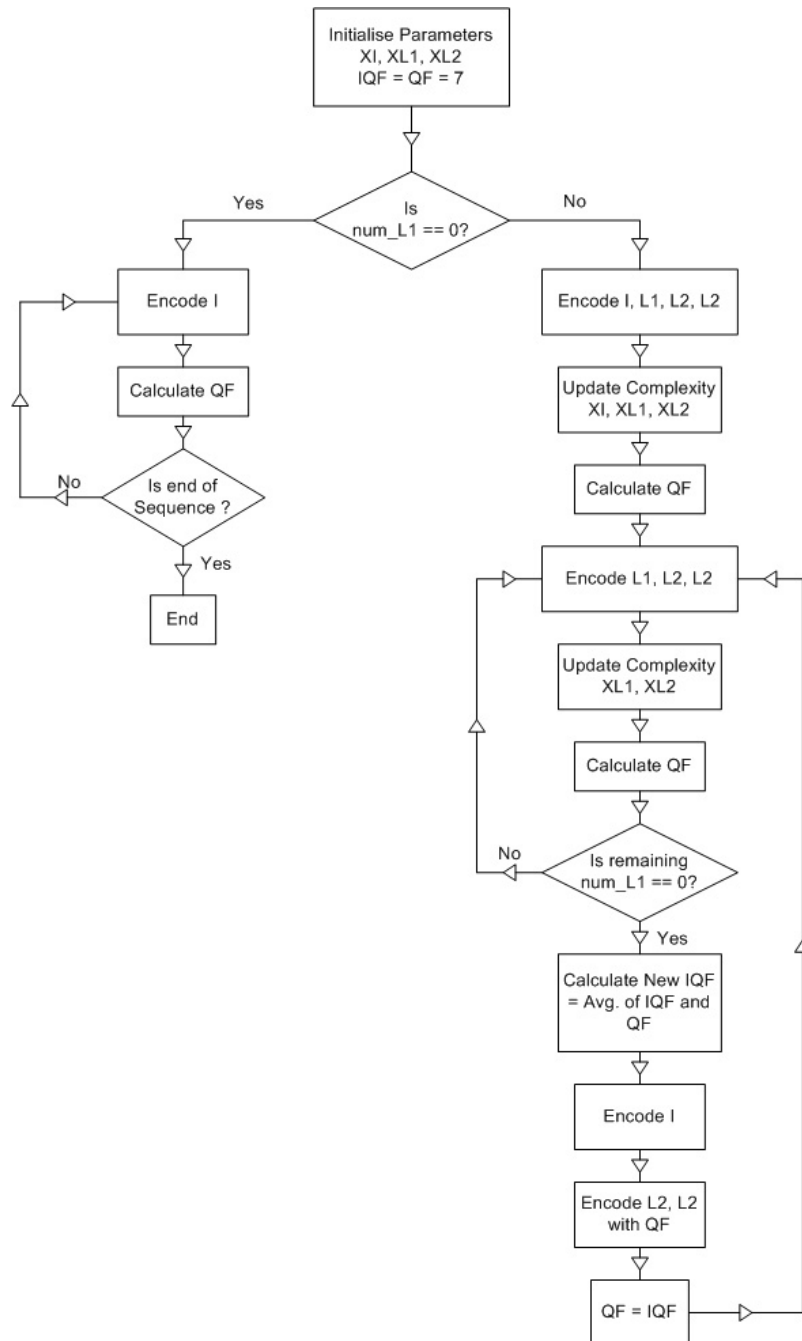 Initialise Parameters
XI, XL1, XL2
IQF = QF = 7
Is
num_L1 == 0?
Yes
No
Encode I
Calculate QF
Is end of
Sequence ?
No
Yes
End
Encode I, L1, L2, L2
Update Complexity
XI, XL1, XL2
Calculate QF
Encode L1, L2, L2
Update Complexity
XL1, XL2
Calculate QF
Is remaining
num_L1 == 0?
No
Yes
Calculate New IQF
= Avg. of IQF and
QF
Encode I
Encode L2, L2
with QF
QF = IQF